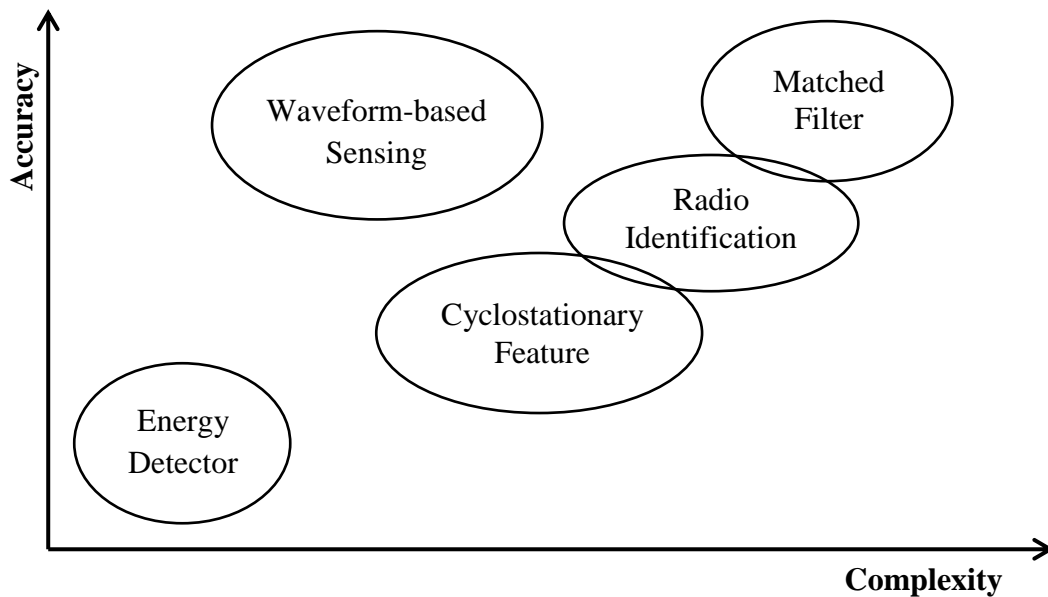 Accuracy
Waveform-based
Sensing
Matched
Filter
Radio
Identification
Cyclostationary
Feature
Energy
Detector
Complexity